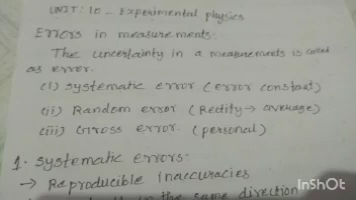 UNIT: 10 - Experimental physics
Errors in measurements:
The uncertainty in a measurements is called
as error.
(i) systematic error (error constant)
(ii) Random error (Rectify → average)
(iii) Gross error (personal)
1. systematic errors:
→ Reproducible inaccuracies
in the same direction
InShOt